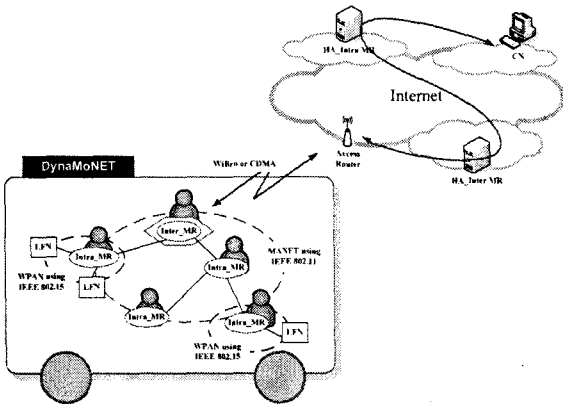 HA_Intra MR
CN
Internet
Access
Router
HA_Inter MR
DynaMoNET
WiBro or CDMA
Inter_MR
LFN
Intra_MR
MANET using
IEEE 802.11
WPAN using
IEEE 802.15
LFN
Intra_MR
Intra_MR
Intra_MR
LFN
WPAN using
IEEE 802.15